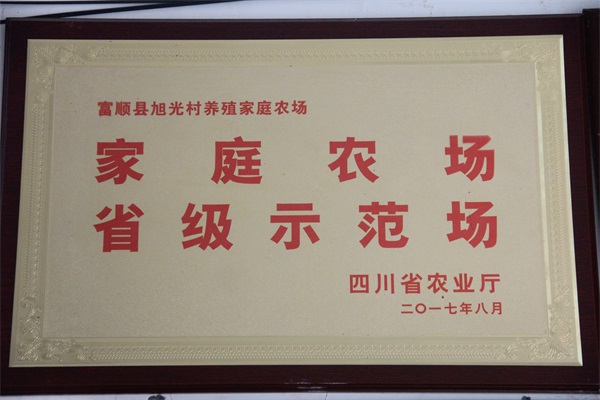 富顺县旭光村养殖家庭农场
家庭农场
省级示范场
四川省农业厅
二〇一七年八月